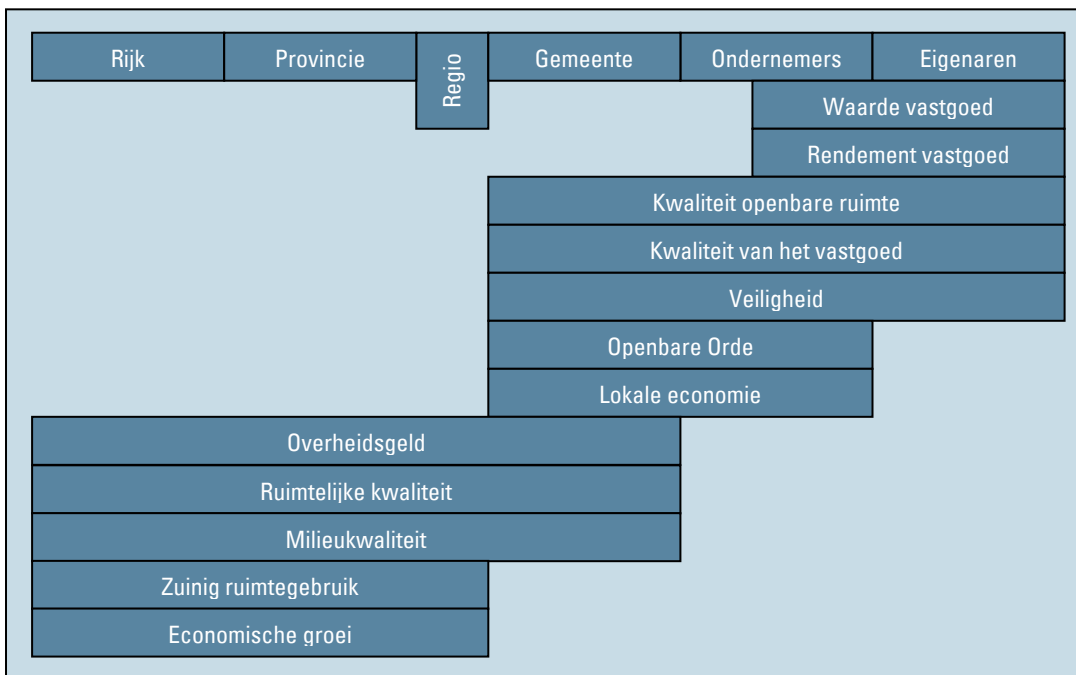 Rijk
Provincie
Regio
Gemeente
Ondernemers
Eigenaren
Waarde vastgoed
Rendement vastgoed
Kwaliteit openbare ruimte
Kwaliteit van het vastgoed
Veiligheid
Openbare Orde
Lokale economie
Overheidsgeld
Ruimtelijke kwaliteit
Milieukwaliteit
Zuinig ruimtegebruik
Economische groei